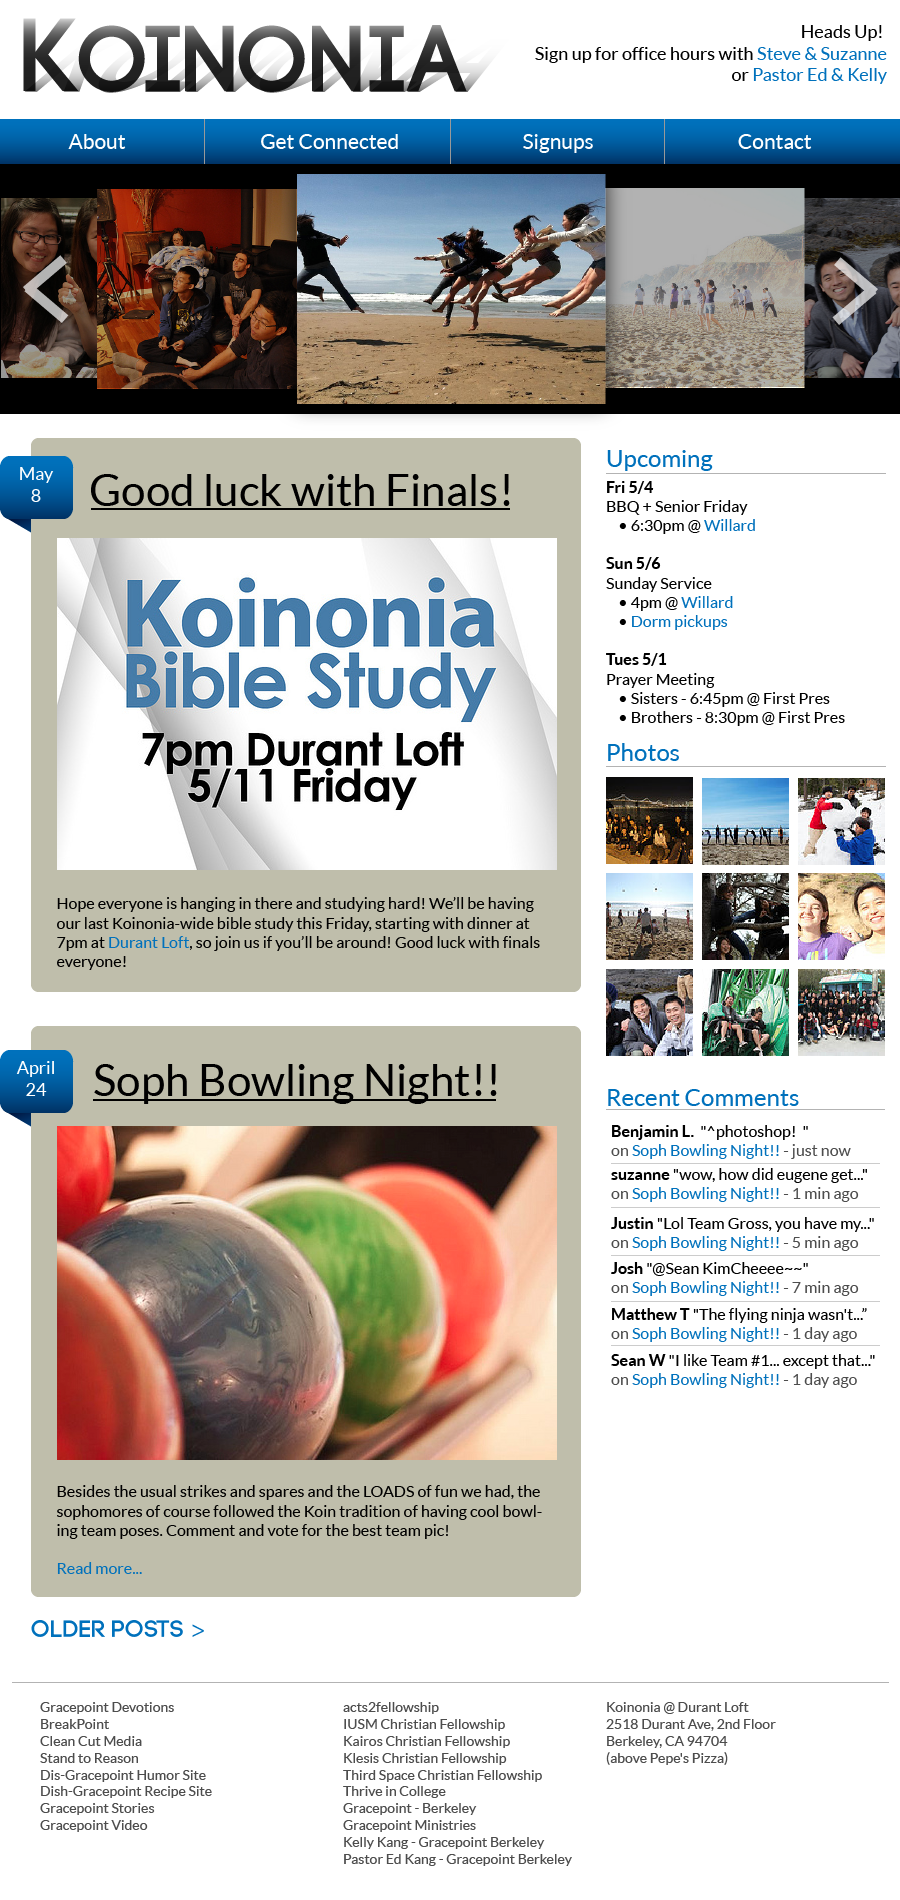 KOINONIA
Heads Up!
Sign up for office hours with Steve & Suzanne
or Pastor Ed & Kelly
About
Get Connected
Signups
Contact
May
8
Good luck with Finals!
Koinonia
Bible Study
7pm Durant Loft
5/11 Friday
Hope everyone is hanging in there and studying hard! We’ll be having
our last Koinonia-wide bible study this Friday, starting with dinner at
7pm at Durant Loft, so join us if you’ll be around! Good luck with finals
everyone!
April
24
Soph Bowling Night!!
Besides the usual strikes and spares and the LOADS of fun we had, the
sophomores of course followed the Koin tradition of having cool bowl-
ing team poses. Comment and vote for the best team pic!
Read more...
OLDER POSTS >
Upcoming
Fri 5/4
BBQ + Senior Friday
• 6:30pm @ Willard
Sun 5/6
Sunday Service
• 4pm @ Willard
• Dorm pickups
Tues 5/1
Prayer Meeting
• Sisters - 6:45pm @ First Pres
• Brothers - 8:30pm @ First Pres
Photos
Recent Comments
Benjamin L. "^photoshop! "
on Soph Bowling Night!! - just now
suzanne "wow, how did eugene get..."
on Soph Bowling Night!! - 1 min ago
Justin "Lol Team Gross, you have my..."
on Soph Bowling Night!! - 5 min ago
Josh "@Sean KimCheeee~~"
on Soph Bowling Night!! - 7 min ago
Matthew T "The flying ninja wasn't...”
on Soph Bowling Night!! - 1 day ago
Sean W "I like Team #1... except that..."
on Soph Bowling Night!! - 1 day ago
Gracepoint Devotions
BreakPoint
Clean Cut Media
Stand to Reason
Dis-Gracepoint Humor Site
Dish-Gracepoint Recipe Site
Gracepoint Stories
Gracepoint Video
acts2fellowship
IUSM Christian Fellowship
Kairos Christian Fellowship
Klesis Christian Fellowship
Third Space Christian Fellowship
Thrive in College
Gracepoint - Berkeley
Gracepoint Ministries
Kelly Kang - Gracepoint Berkeley
Pastor Ed Kang - Gracepoint Berkeley
Koinonia @ Durant Loft
2518 Durant Ave, 2nd Floor
Berkeley, CA 94704
(above Pepe's Pizza)